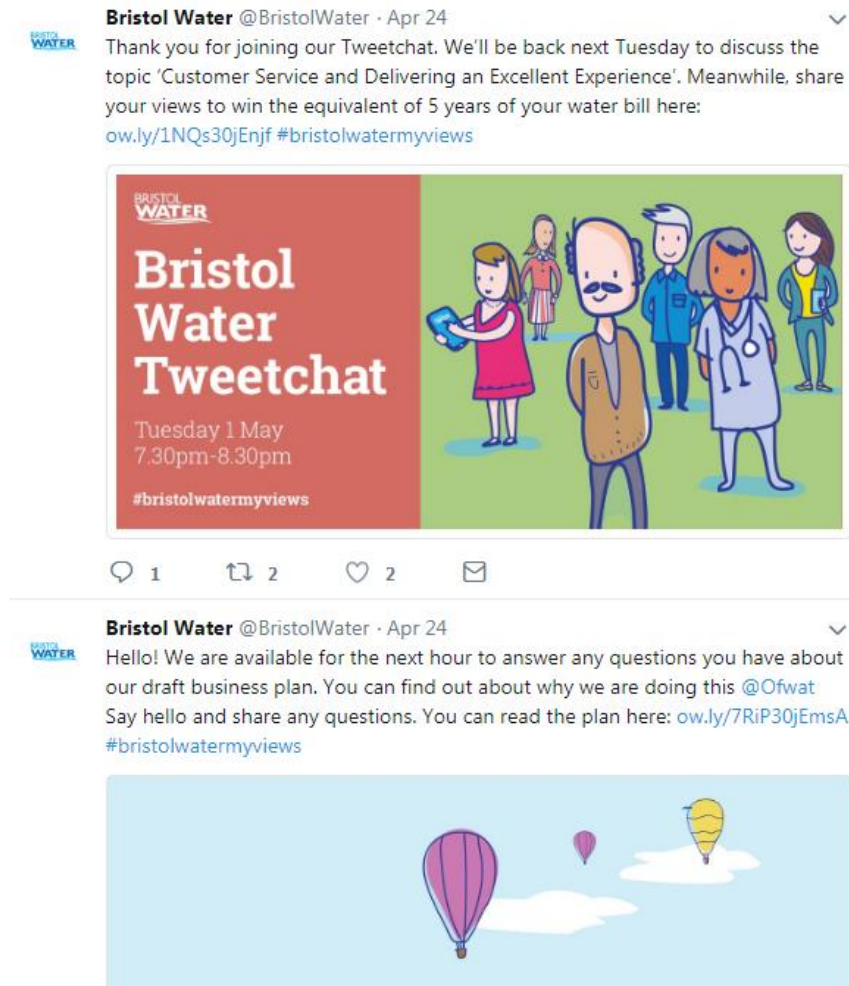 Bristol Water @BristolWater · Apr 24
BRISTOL
WATER
Thank you for joining our Tweetchat. We'll be back next Tuesday to discuss the
topic 'Customer Service and Delivering an Excellent Experience'. Meanwhile, share
your views to win the equivalent of 5 years of your water bill here:
ow.ly/1NQs30jEnjf #bristolwatermyviews
BRISTOL
WATER
Bristol
Water
Tweetchat
Tuesday 1 May
7.30pm-8.30pm
#bristolwatermyviews
1 2 2
Bristol Water @BristolWater · Apr 24
BRISTOL
WATER
Hello! We are available for the next hour to answer any questions you have about
our draft business plan. You can find out about why we are doing this @Ofwat
Say hello and share any questions. You can read the plan here: ow.ly/7RiP30jEmsA
#bristolwatermyviews